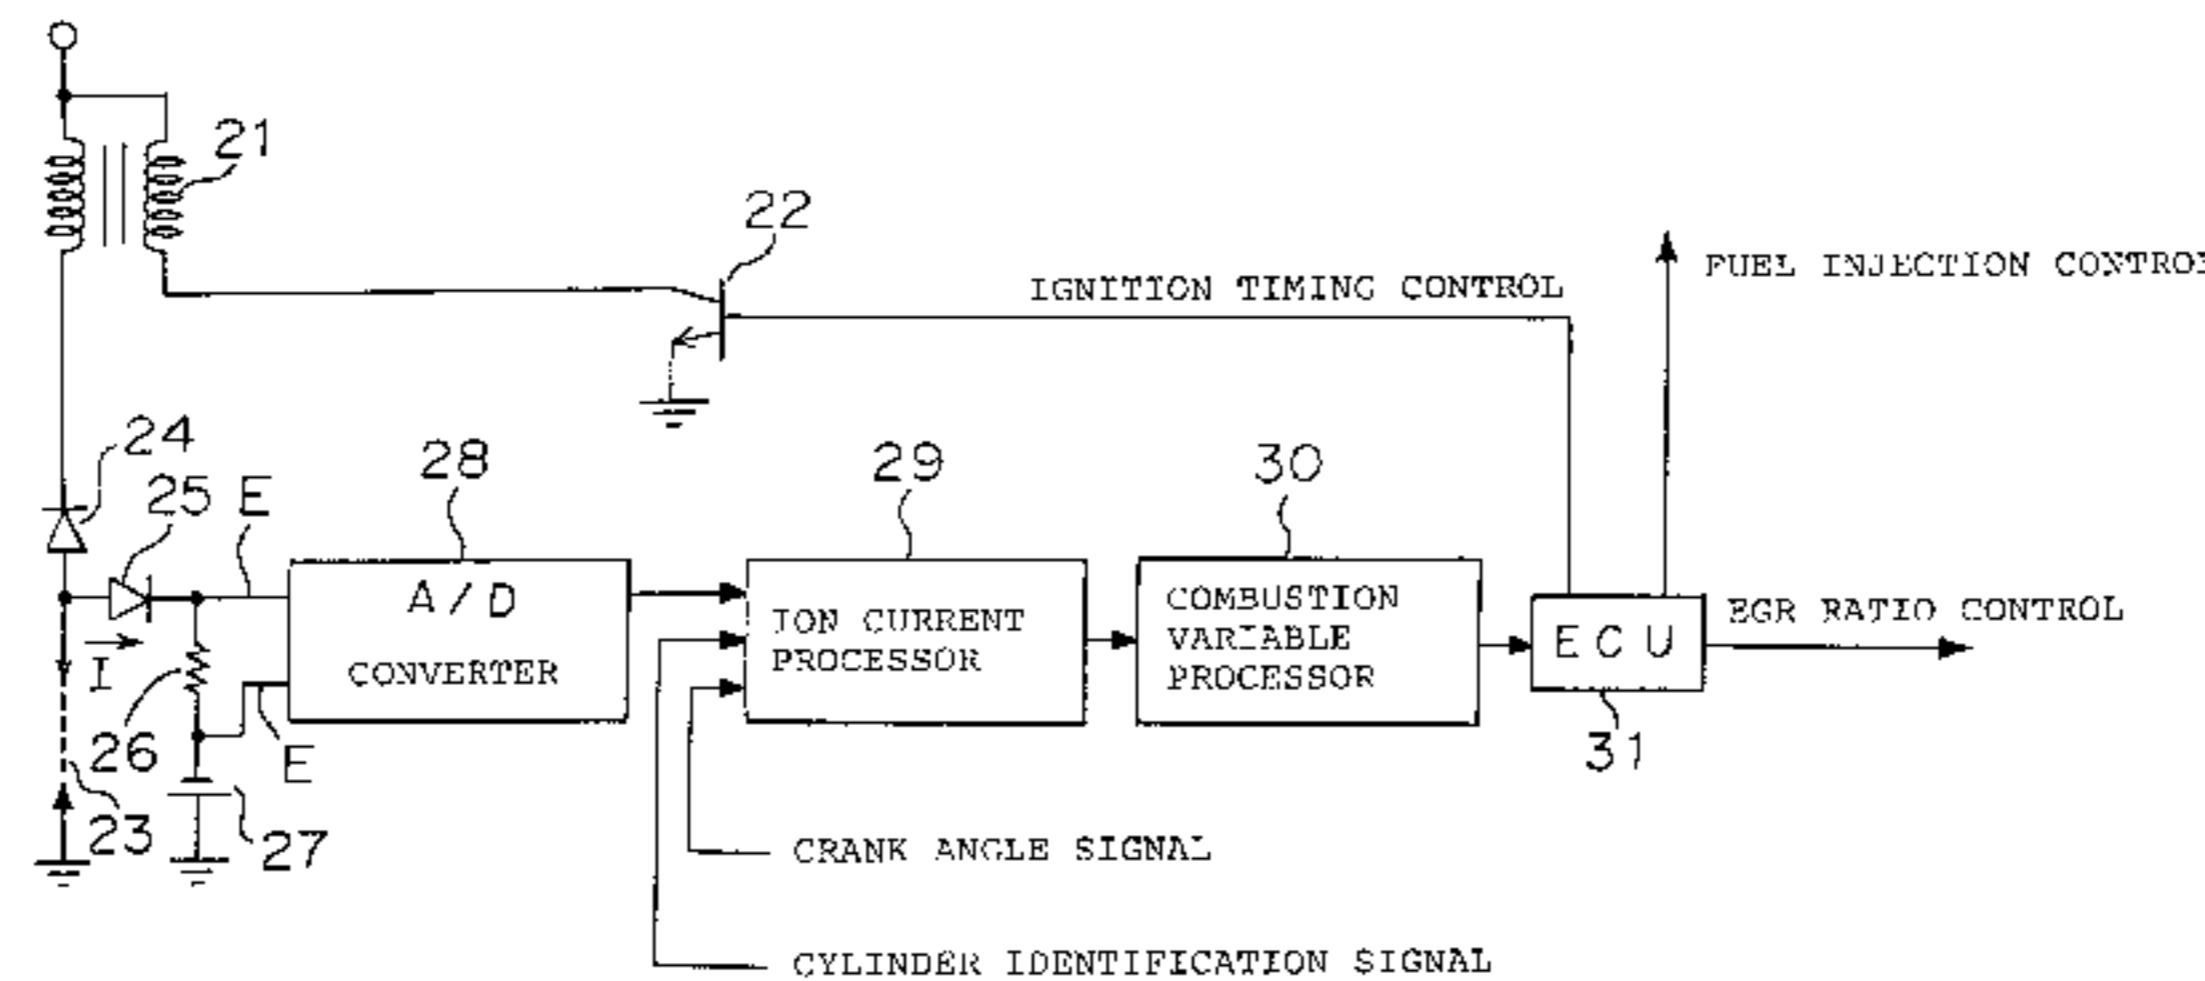 21
22
IGNITION TIMING CONTROL
FUEL INJECTION CONTROL
24
25
E
28
29
30
A/D
CONVERTER
ION CURRENT
PROCESSOR
COMBUSTION
VARIABLE
PROCESSOR
ECU
EGR RATIO CONTROL
I
26
E
31
23
27
CRANK ANGLE SIGNAL
CYLINDER IDENTIFICATION SIGNAL